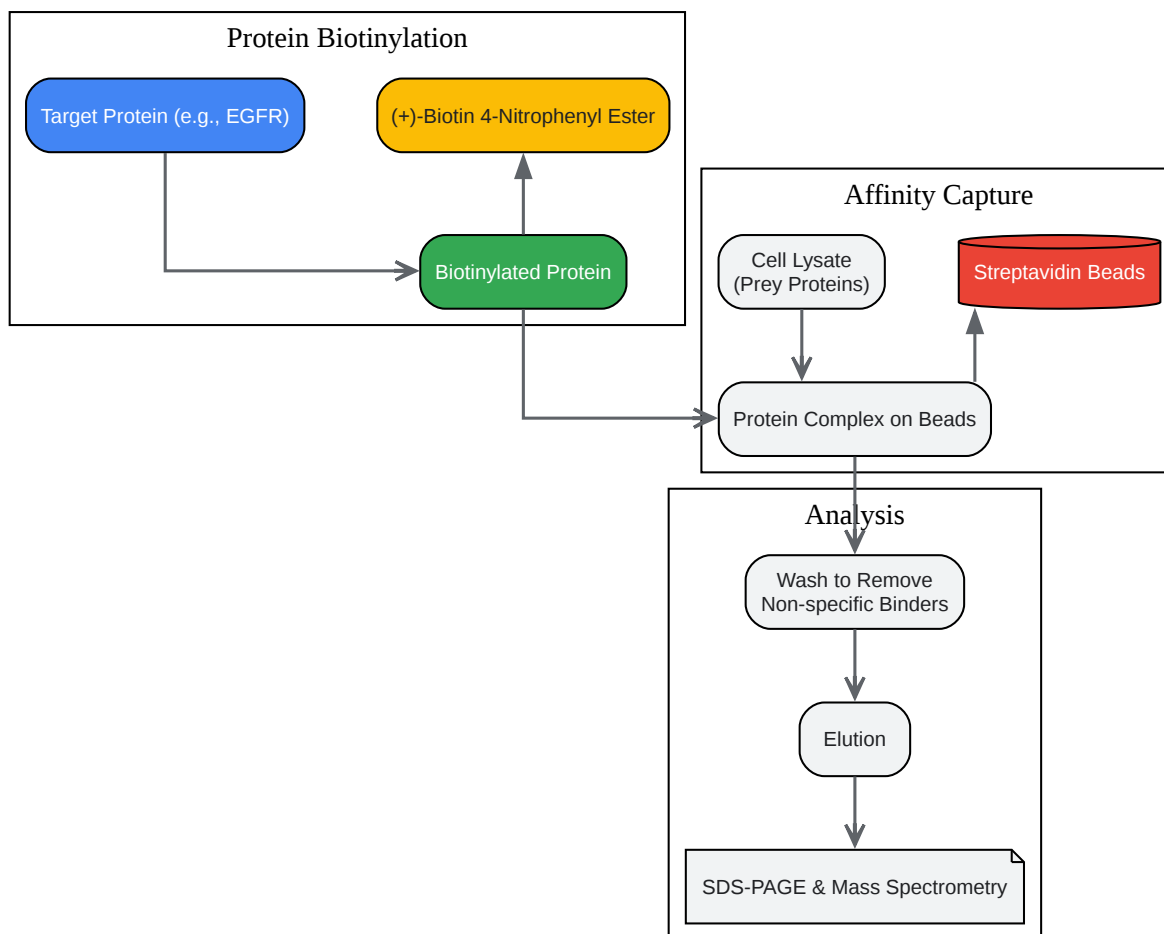 Protein Biotinylation
Target Protein (e.g., EGFR)
(+)-Biotin 4-Nitrophenyl Ester
Biotinylated Protein
Affinity Capture
Cell Lysate
(Prey Proteins)
Streptavidin Beads
Protein Complex on Beads
Analysis
Wash to Remove
Non-specific Binders
Elution
SDS-PAGE & Mass Spectrometry